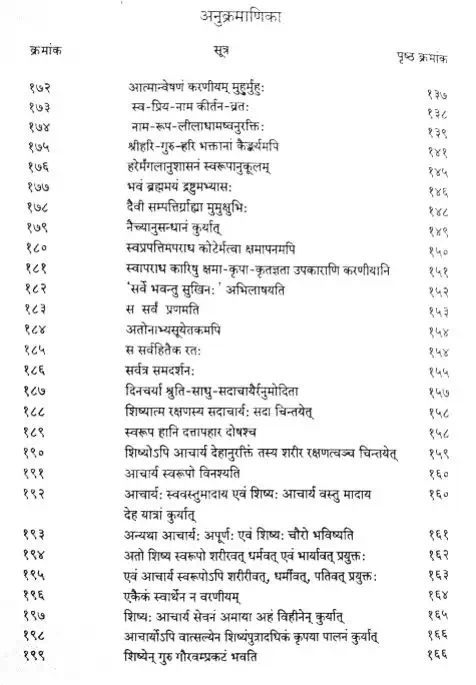 अनुक्रमाणिका
क्रमांक सूत्र पृष्ठ क्रमांक
१७२ आत्मान्वेषणं करणीयम् मुहुर्मुहुः १३७
१७३ स्व-प्रिय-नाम कीर्तन-व्रतः १३८
१७४ नाम-रूप-लीलाधामष्वनुरक्तिः १३९
१७५ श्रीहरि-गुरु-हरि भक्तानां कैङ्कर्यमपि १४१
१७६ हरेर्मंगलानुशासनं स्वरूपानुकूलम् १४५
१७७ भवं ब्रह्ममयं द्रष्टुमभ्यासः १४६
१७८ दैवी सम्पत्तिर्ग्राह्या मुमुक्षुभिः १४८
१७९ नैच्यानुसन्धानं कुर्यात् १४९
१८० स्वप्रपत्तिमपराध कोटेर्मत्वा क्षमापनमपि १५०
१८१ स्वापराध कारिषु क्षमा-कृपा-कृतज्ञता उपकाराणि करणीयानि १५१
१८२ 'सर्वे भवन्तु सुखिनः' अभिलाषयति १५२
१८३ स सर्वं प्रणमति १५३
१८४ अतोनाभ्यसूयेतकमपि १५४
१८५ स सर्वहितैक रतः १५४
१८६ सर्वत्र समदर्शनः १५५
१८७ दिनचर्या श्रुति-साधु-सदाचार्यैर्रनुमोदिता १५७
१८८ शिष्यात्म रक्षणस्य सदाचार्यः सदा चिन्तयेत् १५८
१८९ स्वरूप हानि दत्तापहार दोषश्च १५८
१९० शिष्योऽपि आचार्य देहानुरक्तिं तस्य शरीर रक्षणत्वञ्च चिन्तयेत् १५९
१९१ आचार्य स्वरूपो विनश्यति १६०
१९२ आचार्यः स्ववस्तुमादाय एवं शिष्यः आचार्य वस्तु मादाय १६०
देह यात्रां कुर्यात्
१९३ अन्यथा आचार्यः अपूर्णः एवं शिष्यः चौरो भविष्यति १६१
१९४ अतो शिष्य स्वरूपो शरीरवत् धर्मवत् एवं भार्यावत् प्रयुक्तः १६२
१९५ एवं आचार्य स्वरूपोऽपि शरीरीवत्, धर्मीवत्, पतिवत् प्रयुक्तः १६३
१९६ एकैकं स्वार्थेन न वरणीयम् १६४
१९७ शिष्यः आचार्य सेवनं अमाया अहं विहीनेन् कुर्यात् १६५
१९८ आचार्योऽपि वात्सल्येन शिष्यंपुत्रादधिकं कृपया पालनं कुर्यात् १६६
१९९ शिष्येन् गुरु गौरवम्प्रकटं भवति १६६